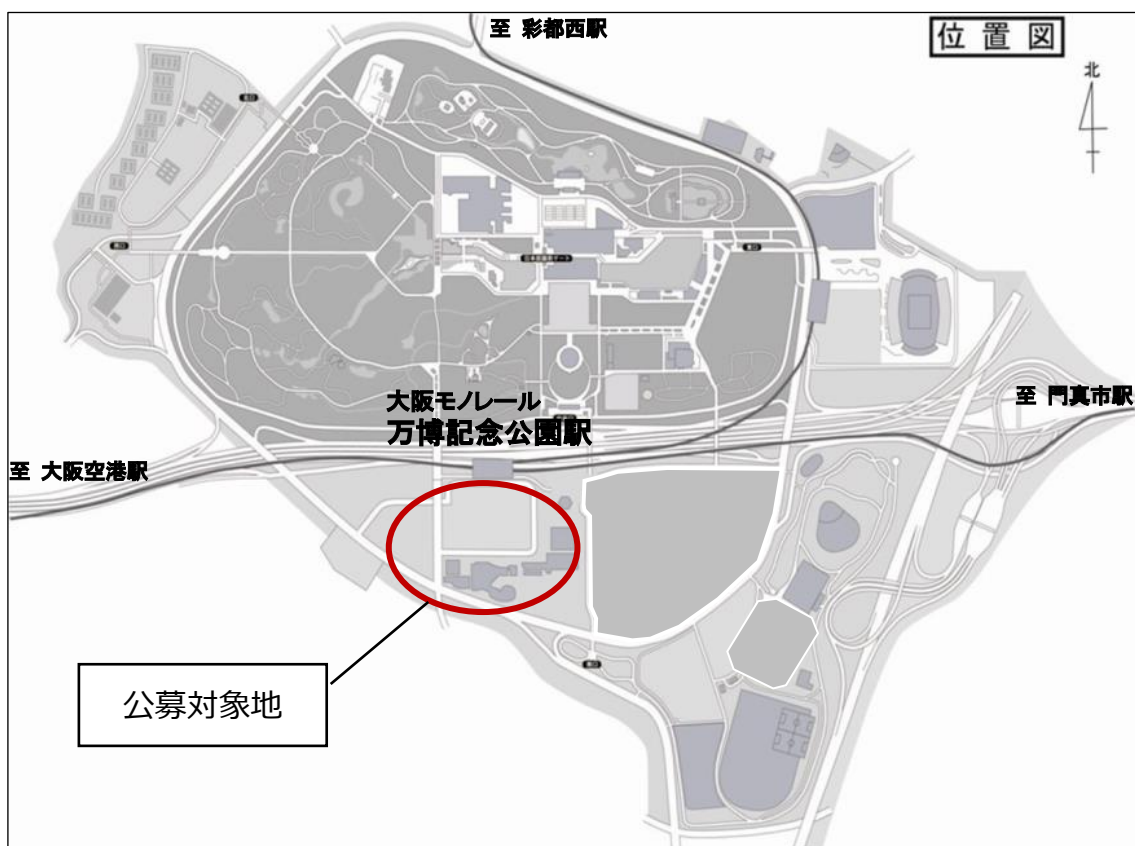 至 彩都西駅
位置図
北
大阪モノレール
万博記念公園駅
至 門真市駅
至 大阪空港駅
公募対象地